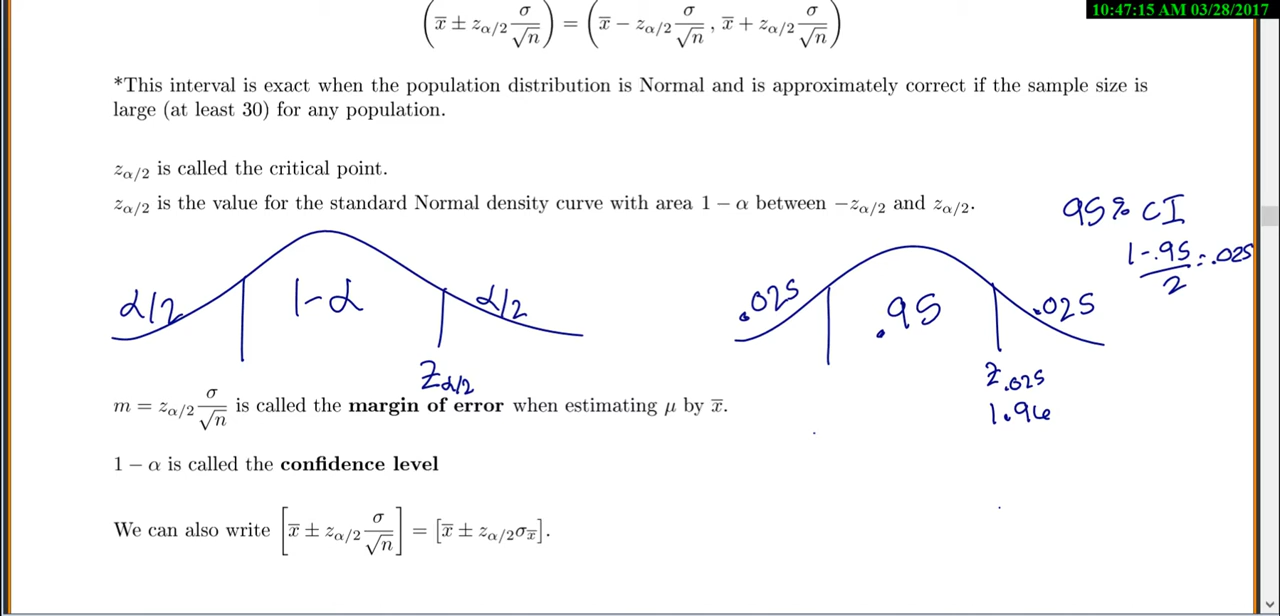 10:47:15 AM 03/28/2017
(x̅ ± z_{α/2} σ/√n) = (x̅ − z_{α/2} σ/√n , x̅ + z_{α/2} σ/√n)
*This interval is exact when the population distribution is Normal and is approximately correct if the sample size is
large (at least 30) for any population.
z_{α/2} is called the critical point.
z_{α/2} is the value for the standard Normal density curve with area 1 − α between −z_{α/2} and z_{α/2}.
95% CI
1-.95/2 = .025
α/2 1-α α/2
z_{α/2}
.025 .95 .025
z_{.025}
1.96
m = z_{α/2} σ/√n is called the margin of error when estimating μ by x̅.
1 − α is called the confidence level
We can also write [x̅ ± z_{α/2} σ/√n] = [x̅ ± z_{α/2}σ_{x̅}].